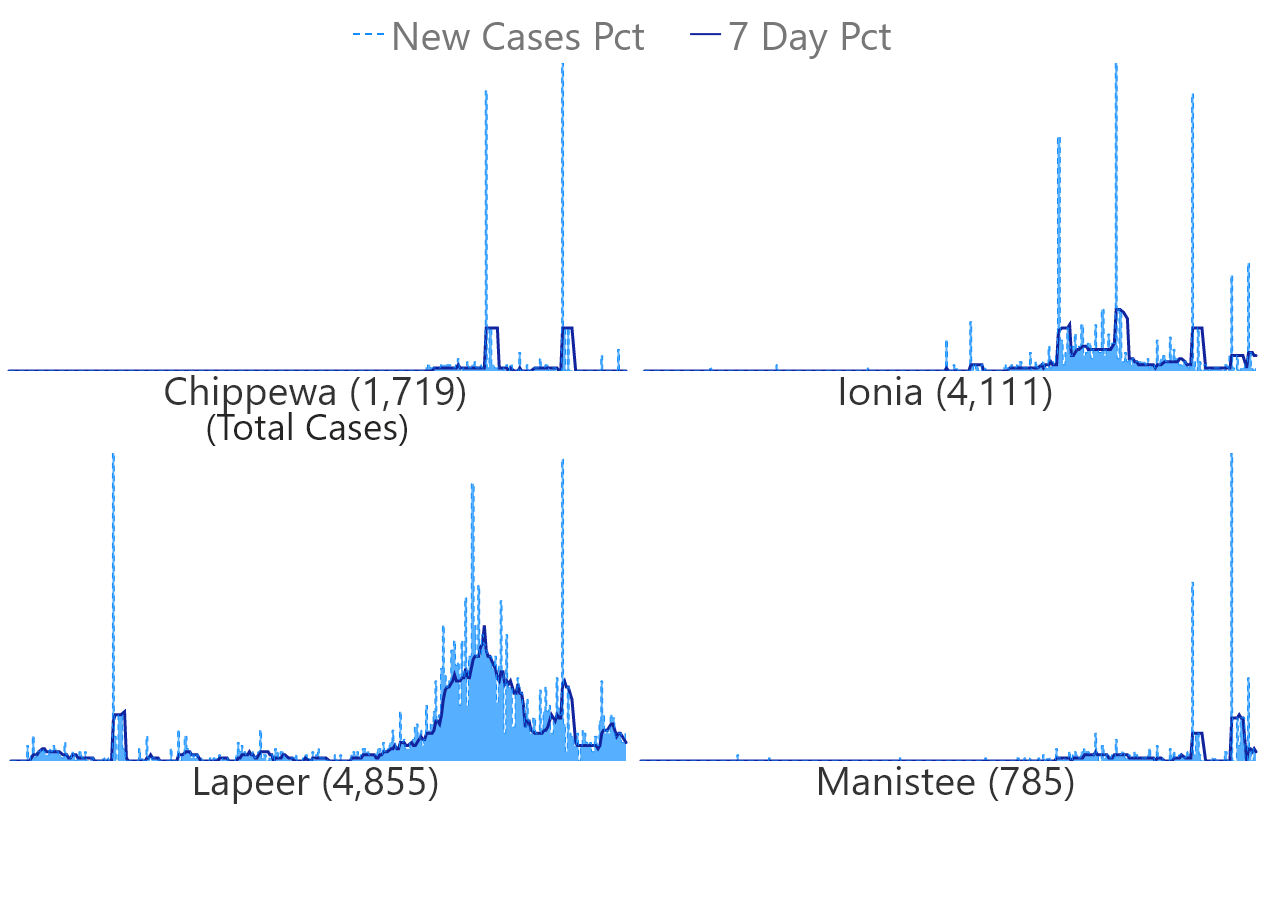 New Cases Pct 7 Day Pct
Chippewa (1,719)
(Total Cases)
Ionia (4,111)
Lapeer (4,855)
Manistee (785)